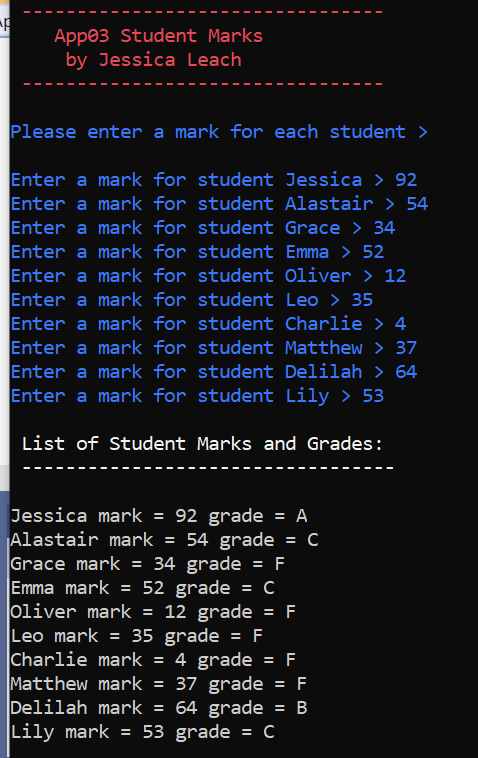 ---------------------------------
App03 Student Marks
by Jessica Leach
---------------------------------
Please enter a mark for each student >
Enter a mark for student Jessica > 92
Enter a mark for student Alastair > 54
Enter a mark for student Grace > 34
Enter a mark for student Emma > 52
Enter a mark for student Oliver > 12
Enter a mark for student Leo > 35
Enter a mark for student Charlie > 4
Enter a mark for student Matthew > 37
Enter a mark for student Delilah > 64
Enter a mark for student Lily > 53
List of Student Marks and Grades:
----------------------------------
Jessica mark = 92 grade = A
Alastair mark = 54 grade = C
Grace mark = 34 grade = F
Emma mark = 52 grade = C
Oliver mark = 12 grade = F
Leo mark = 35 grade = F
Charlie mark = 4 grade = F
Matthew mark = 37 grade = F
Delilah mark = 64 grade = B
Lily mark = 53 grade = C